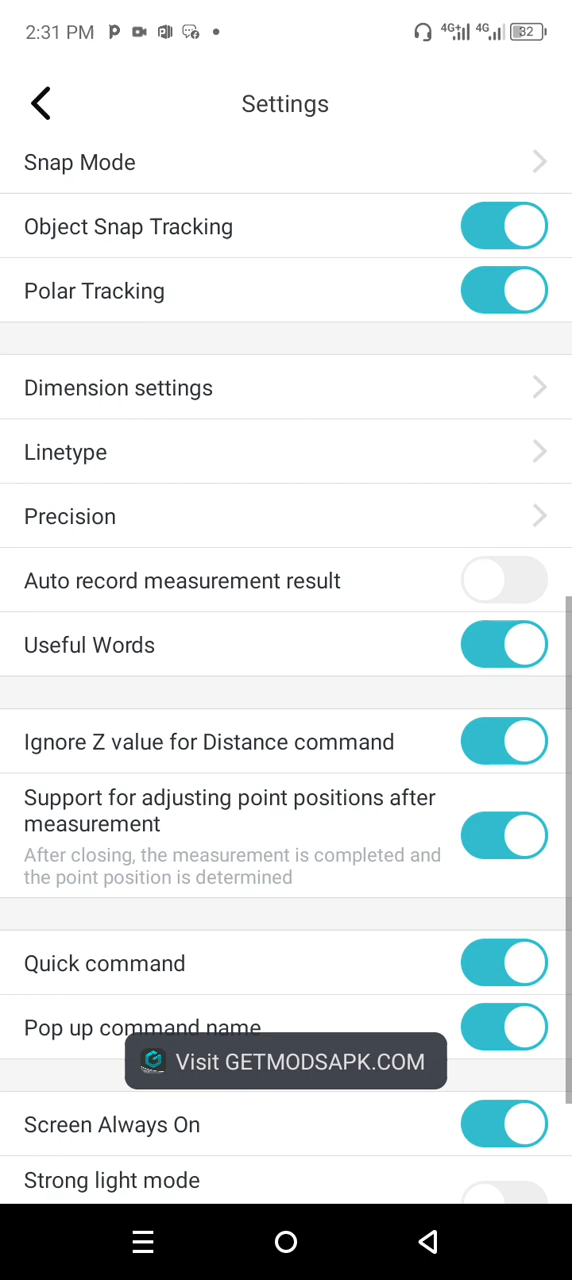 2:31 PM
4G+ 4G 32
Settings
Snap Mode
Object Snap Tracking
Polar Tracking
Dimension settings
Linetype
Precision
Auto record measurement result
Useful Words
Ignore Z value for Distance command
Support for adjusting point positions after
measurement
After closing, the measurement is completed and
the point position is determined
Quick command
Pop up command name
Visit GETMODSAPK.COM
Screen Always On
Strong light mode